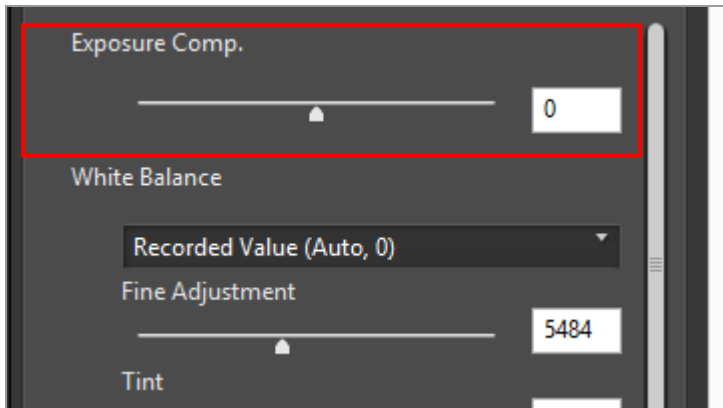 Exposure Comp.
0
White Balance
Recorded Value (Auto, 0)
Fine Adjustment
5484
Tint